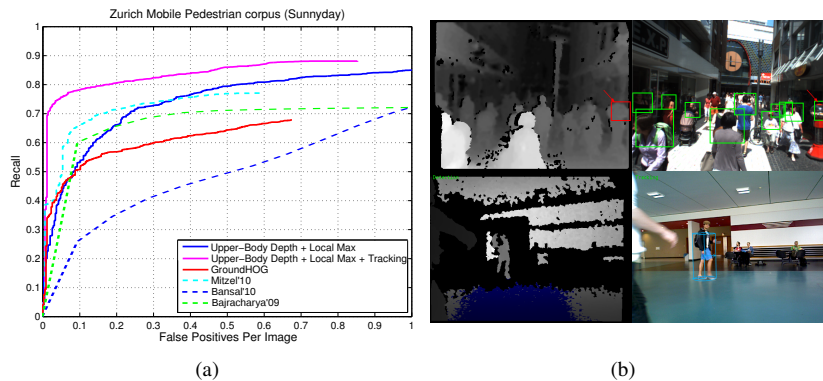 Zurich Mobile Pedestrian corpus (Sunnyday)
1
0.9
0.8
0.7
0.6
0.5
0.4
0.3
0.2
0.1
0
Recall
Upper−Body Depth + Local Max
Upper−Body Depth + Local Max + Tracking
GroundHOG
Mitzel'10
Bansal'10
Bajracharya'09
0 0.1 0.2 0.3 0.4 0.5 0.6 0.7 0.8 0.9 1
False Positives Per Image
L
(a)
(b)